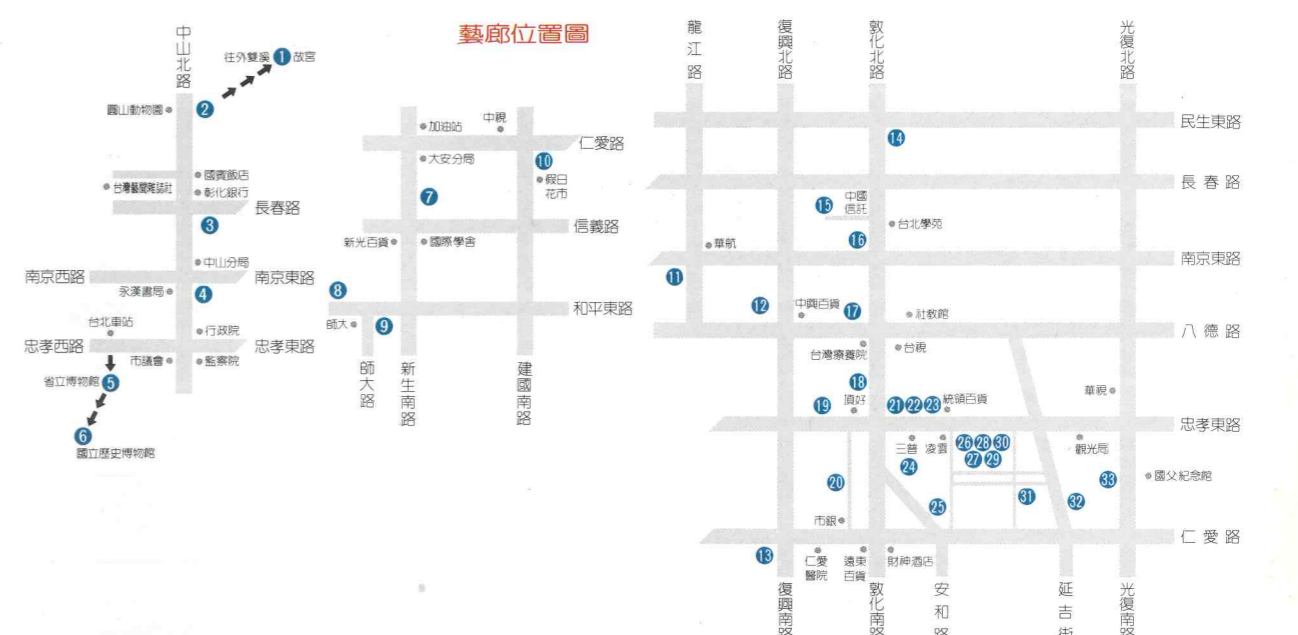 藝廊位置圖
中山北路
往外雙溪 1 故宮
圓山動物園 2
國賓飯店
台灣藝聞雜誌社
彰化銀行
長春路
3
中山分局
南京西路
南京東路
永漢書局 4
台北車站
行政院
忠孝西路
忠孝東路
市議會
監察院
省立博物館 5
6
國立歷史博物館
加油站
中視
仁愛路
大安分局
10
假日
花市
7
信義路
新光百貨
國際學舍
8
和平東路
師大
9
師大路
新生南路
建國南路
龍江路
復興北路
敦化北路
光復北路
民生東路
14
長春路
15
中國
信託
台北學苑
16
華航
南京東路
11
12
中興百貨
17
社教館
八德路
台灣療養院
台視
18
華視
19
頂好
21 22 23
統領百貨
忠孝東路
三普
凌雲
26 28 30
27 29
觀光局
24
國父紀念館
33
20
31
32
25
市銀
仁愛路
13
仁愛
醫院
遠東
百貨
財神酒店
復興南路
敦化南路
安和路
延吉街
光復南路